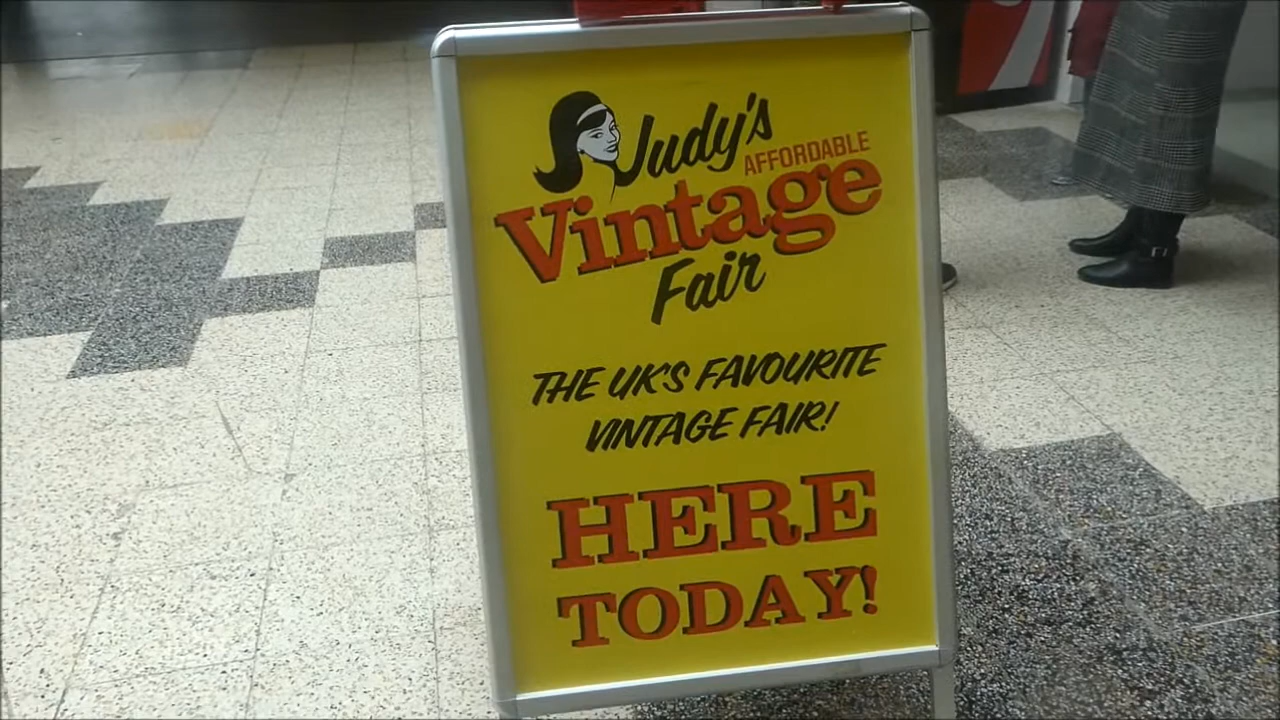 Judy's
AFFORDABLE
Vintage
Fair
THE UK'S FAVOURITE
VINTAGE FAIR!
HERE
TODAY!